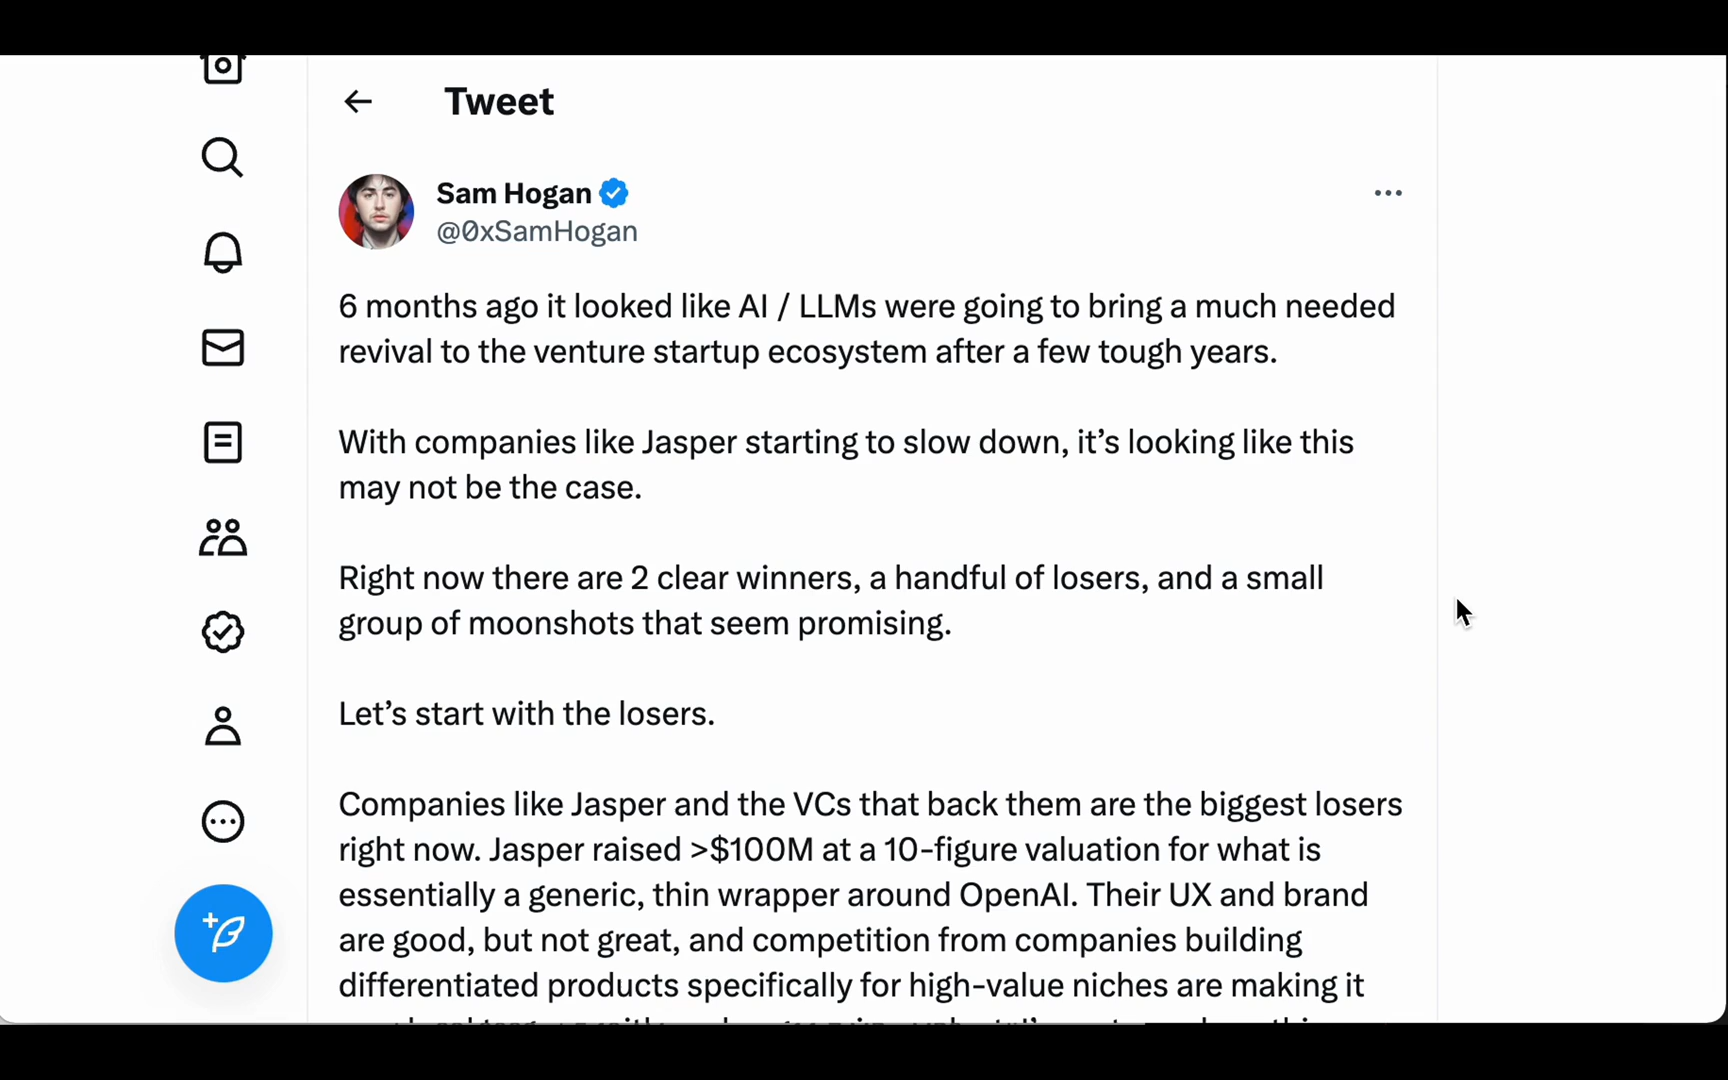 Tweet
Sam Hogan
@0xSamHogan
6 months ago it looked like AI / LLMs were going to bring a much needed
revival to the venture startup ecosystem after a few tough years.
With companies like Jasper starting to slow down, it’s looking like this
may not be the case.
Right now there are 2 clear winners, a handful of losers, and a small
group of moonshots that seem promising.
Let’s start with the losers.
Companies like Jasper and the VCs that back them are the biggest losers
right now. Jasper raised >$100M at a 10-figure valuation for what is
essentially a generic, thin wrapper around OpenAI. Their UX and brand
are good, but not great, and competition from companies building
differentiated products specifically for high-value niches are making it